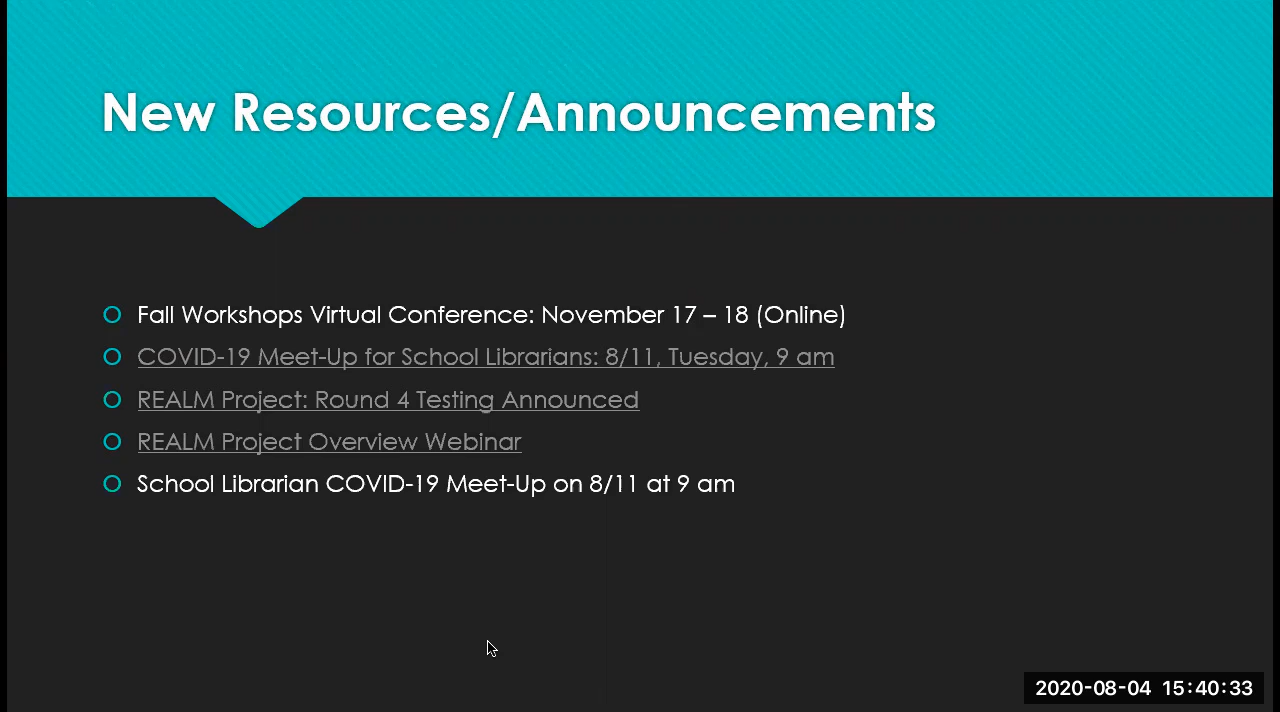 New Resources/Announcements
Fall Workshops Virtual Conference: November 17 – 18 (Online)
COVID-19 Meet-Up for School Librarians: 8/11, Tuesday, 9 am
REALM Project: Round 4 Testing Announced
REALM Project Overview Webinar
School Librarian COVID-19 Meet-Up on 8/11 at 9 am
2020-08-04 15:40:33